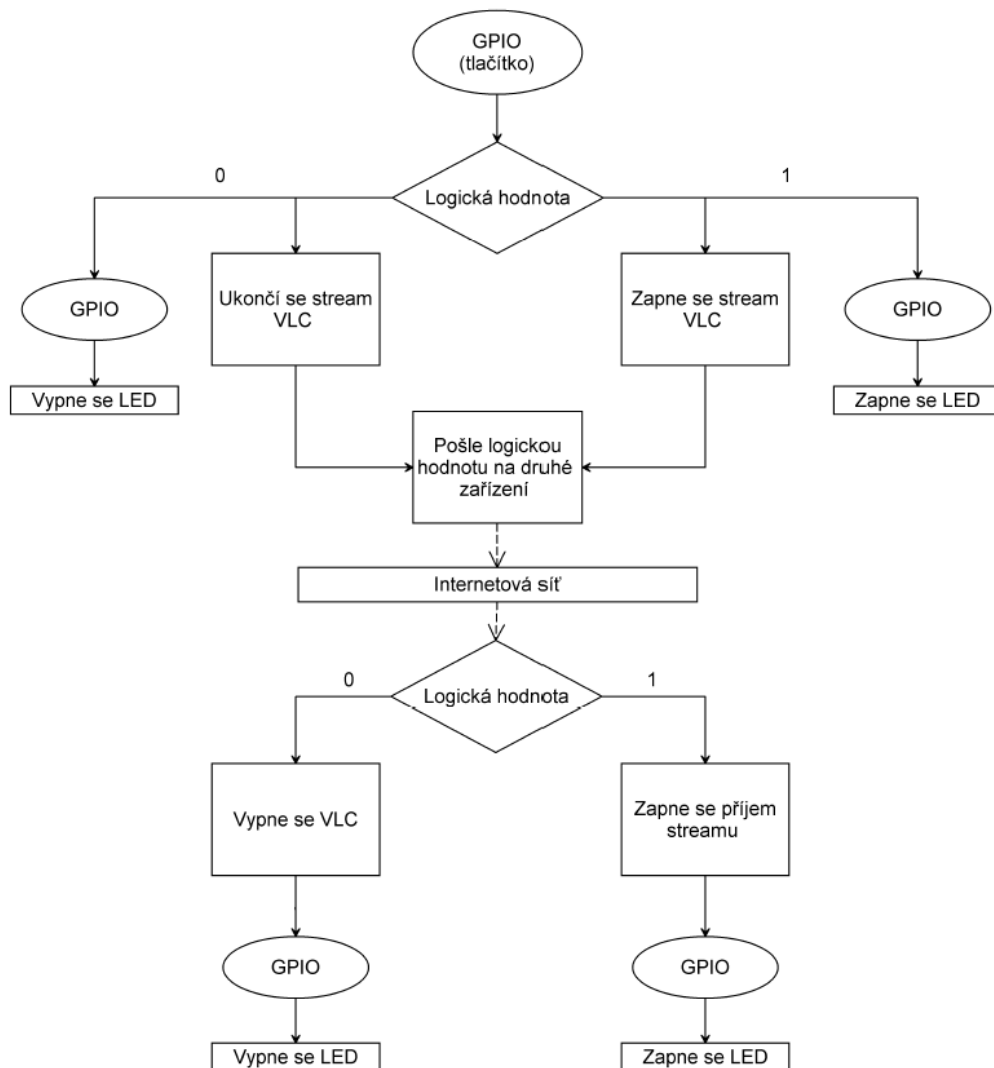 GPIO
(tlačítko)
0
Logická hodnota
1
GPIO
Ukončí se stream
VLC
Zapne se stream
VLC
GPIO
Vypne se LED
Zapne se LED
Pošle logickou
hodnotu na druhé
zařízení
Internetová síť
0
Logická hodnota
1
Vypne se VLC
Zapne se příjem
streamu
GPIO
GPIO
Vypne se LED
Zapne se LED